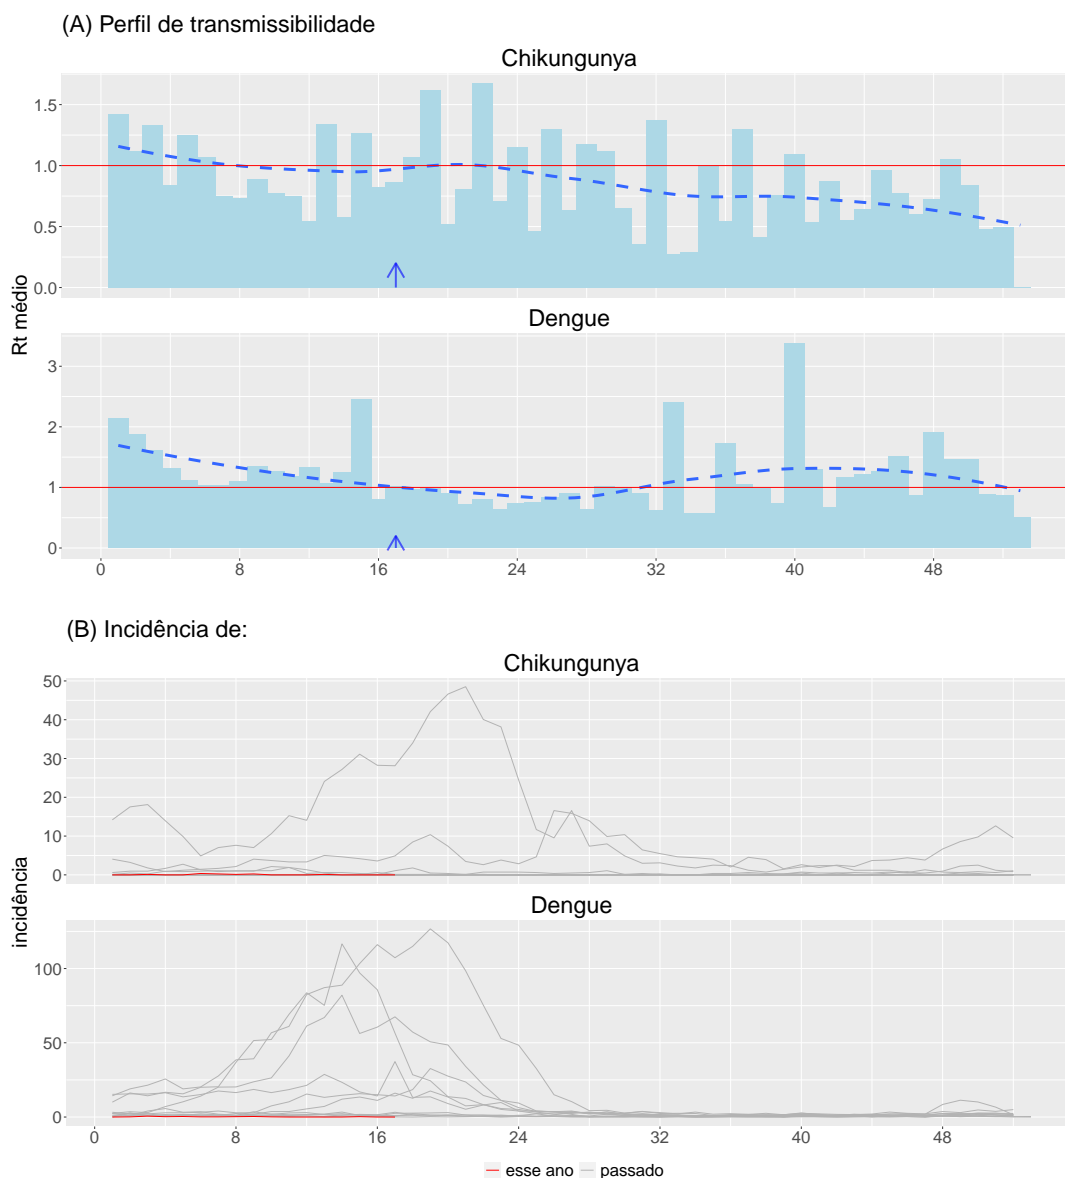 (A) Perfil de transmissibilidade
Chikungunya
1.5
1.0
0.5
0.0
Dengue
3
2
1
0
0 8 16 24 32 40 48
Rt médio
(B) Incidência de:
Chikungunya
50
40
30
20
10
0
Dengue
100
50
0
0 8 16 24 32 40 48
incidência
esse ano passado